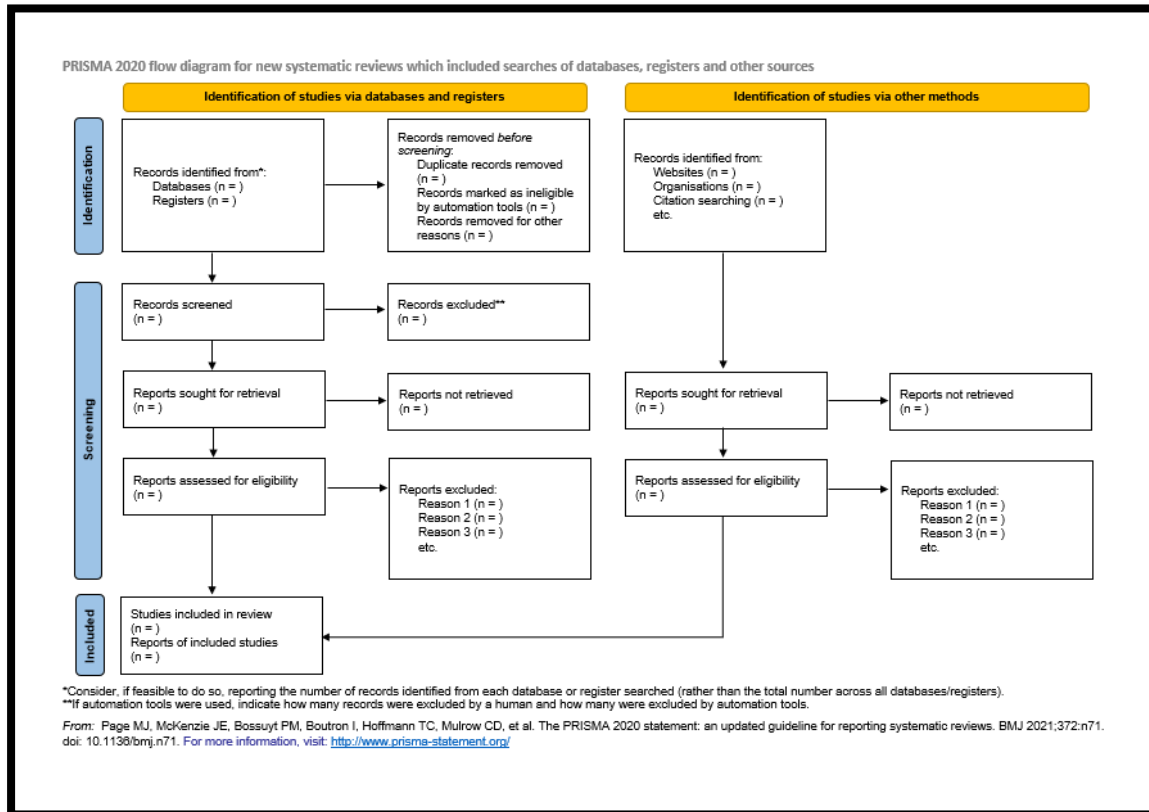 PRISMA 2020 flow diagram for new systematic reviews which included searches of databases, registers and other sources
Identification of studies via databases and registers
Identification of studies via other methods
Identification
Records identified from*:
Databases (n = )
Registers (n = )
Records removed before
screening:
Duplicate records removed
(n = )
Records marked as ineligible
by automation tools (n = )
Records removed for other
reasons (n = )
Records identified from:
Websites (n = )
Organisations (n = )
Citation searching (n = )
etc.
Screening
Records screened
(n = )
Records excluded**
(n = )
Reports sought for retrieval
(n = )
Reports not retrieved
(n = )
Reports sought for retrieval
(n = )
Reports not retrieved
(n = )
Reports assessed for eligibility
(n = )
Reports excluded:
Reason 1 (n = )
Reason 2 (n = )
Reason 3 (n = )
etc.
Reports assessed for eligibility
(n = )
Reports excluded:
Reason 1 (n = )
Reason 2 (n = )
Reason 3 (n = )
etc.
Included
Studies included in review
(n = )
Reports of included studies
(n = )
*Consider, if feasible to do so, reporting the number of records identified from each database or register searched (rather than the total number across all databases/registers).
**If automation tools were used, indicate how many records were excluded by a human and how many were excluded by automation tools.
From: Page MJ, McKenzie JE, Bossuyt PM, Boutron I, Hoffmann TC, Mulrow CD, et al. The PRISMA 2020 statement: an updated guideline for reporting systematic reviews. BMJ 2021;372:n71.
doi: 10.1136/bmj.n71. For more information, visit: http://www.prisma-statement.org/